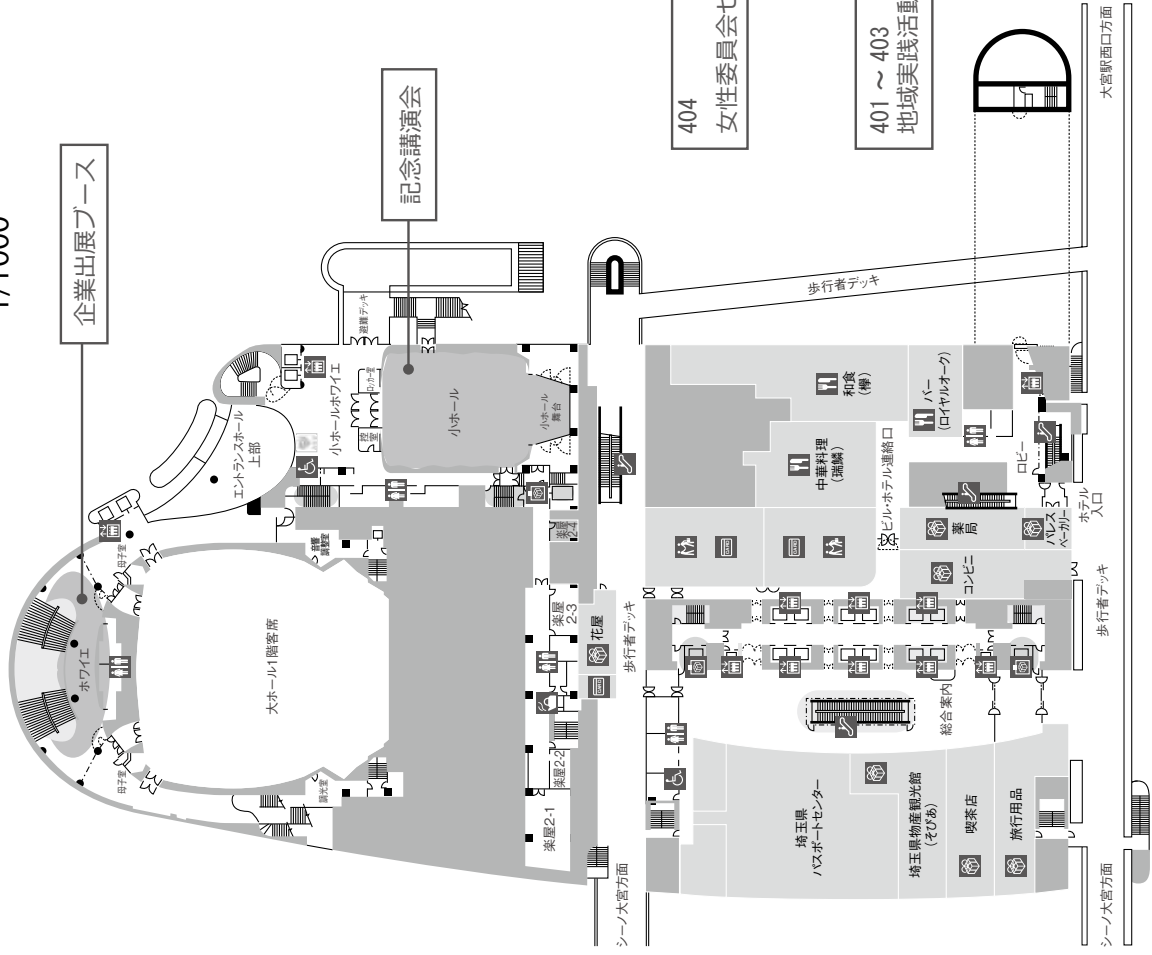 1/1000
企業出展ブース
記念講演会
404
女性委員会セ
401 ～ 403
地域実践活動
大宮駅西口方面
避難デッキ
エントランスホール
上部
小ホールホワイエ
ロッカー室
控室
小ホール
小ホール
舞台
母子室
音響
調整室
楽屋
2-4
ホワイエ
大ホール1階客席
楽屋
2-3
花屋
歩行者デッキ
母子室
調光室
楽屋2-2
楽屋2-1
シーノ大宮方面
歩行者デッキ
和食
(欅)
バー
(ロイヤルオーク)
中華料理
(瑞麟)
ビル・ホテル連絡口
ロビー
薬局
パレス
ベーカリー
ホテル
入口
コンビニ
歩行者デッキ
総合案内
埼玉県
パスポートセンター
埼玉県物産観光館
(そぴあ)
喫茶店
旅行用品
シーノ大宮方面